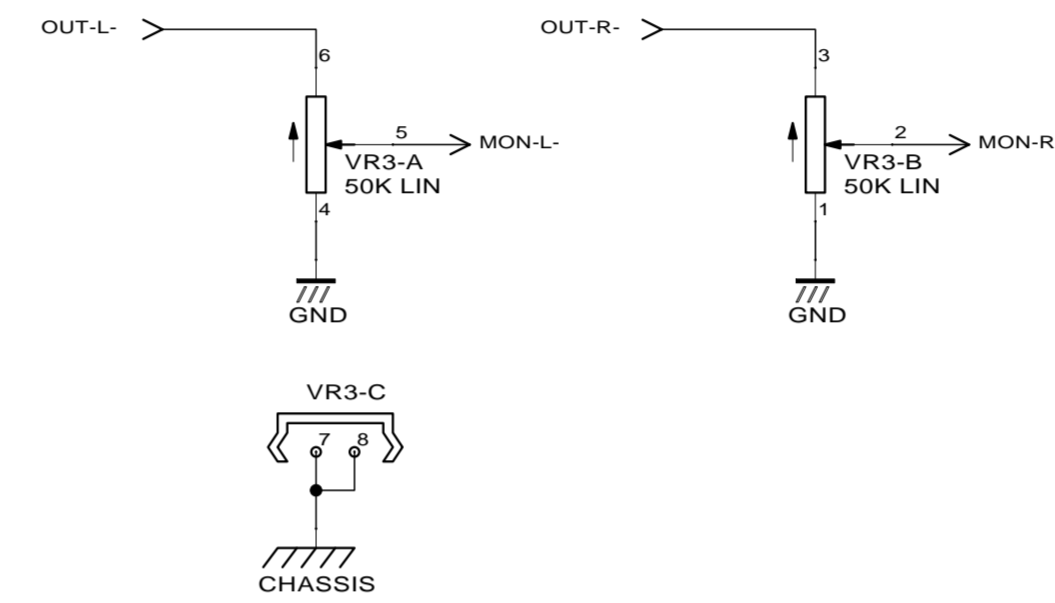 OUT-L-
OUT-R-
6
3
5
MON-L-
2
MON-R
VR3-A
50K LIN
VR3-B
50K LIN
4
1
GND
GND
VR3-C
7
8
CHASSIS